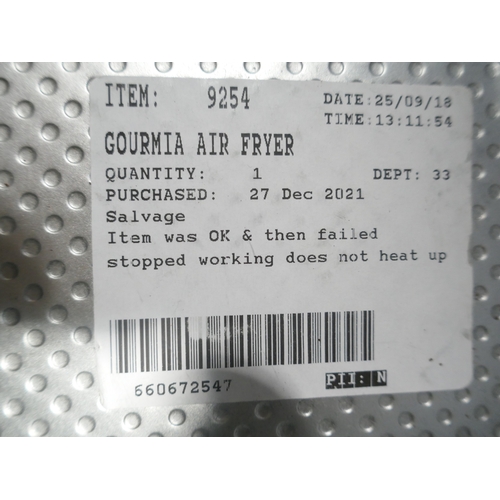 ITEM: 9254 DATE:25/09/18
TIME:13:11:54
GOURMIA AIR FRYER
QUANTITY: 1 DEPT: 33
PURCHASED: 27 Dec 2021
Salvage
Item was OK & then failed
stopped working does not heat up
660672547 PII: N